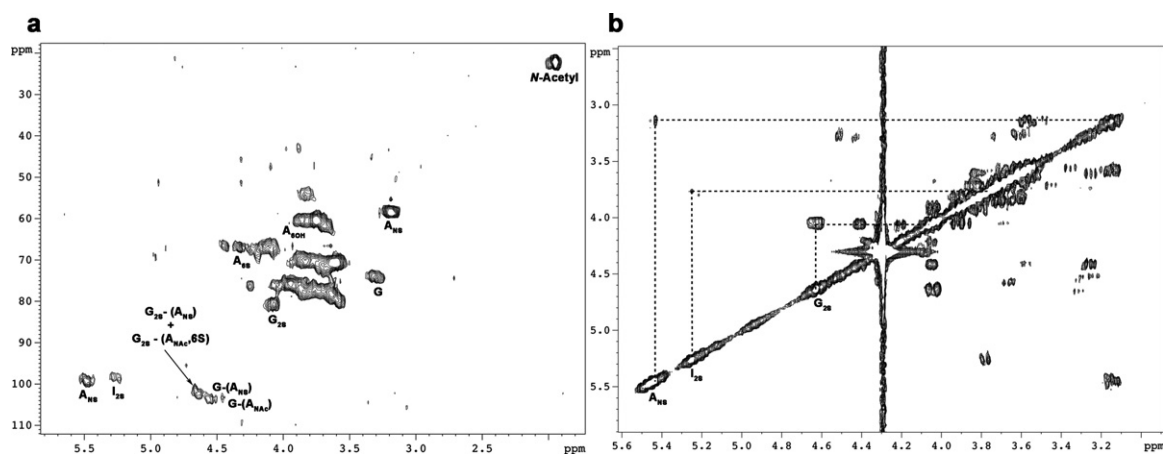 a
ppm
30
40
50
60
70
80
90
100
110
5.5
5.0
4.5
4.0
3.5
3.0
2.5
ppm
N-Acetyl
A6OH
ANS
A6S
G
G2S
G2S - (ANS)
+
G2S - (ANAc,6S)
ANS
I2S
G-(ANS)
G-(ANAc)
b
ppm
3.0
3.5
4.0
4.5
5.0
5.5
5.6
5.4
5.2
5.0
4.8
4.6
4.4
4.2
4.0
3.8
3.6
3.4
3.2
ppm
G2S
I2S
ANS